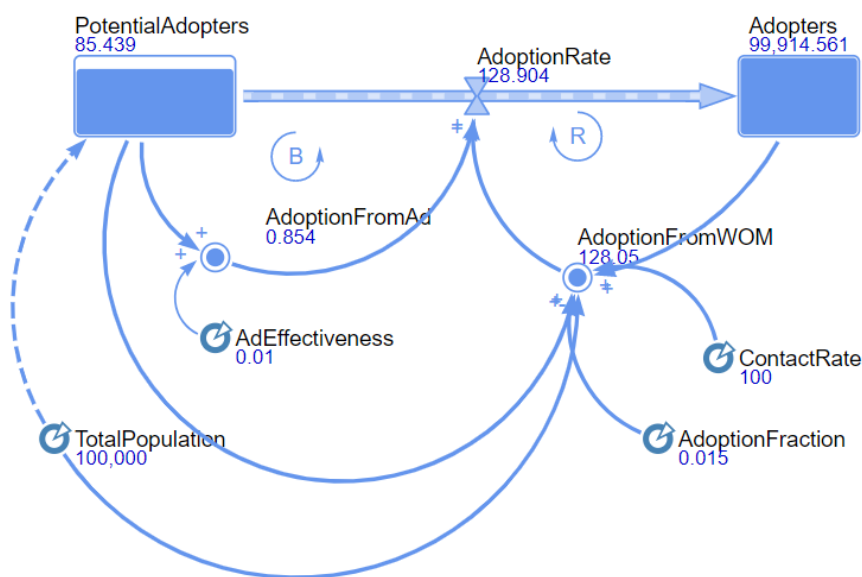 PotentialAdopters
85.439
AdoptionRate
128.904
Adopters
99,914.561
B
R
AdoptionFromAd
0.854
AdoptionFromWOM
128.05
AdEffectiveness
0.01
ContactRate
100
TotalPopulation
100,000
AdoptionFraction
0.015